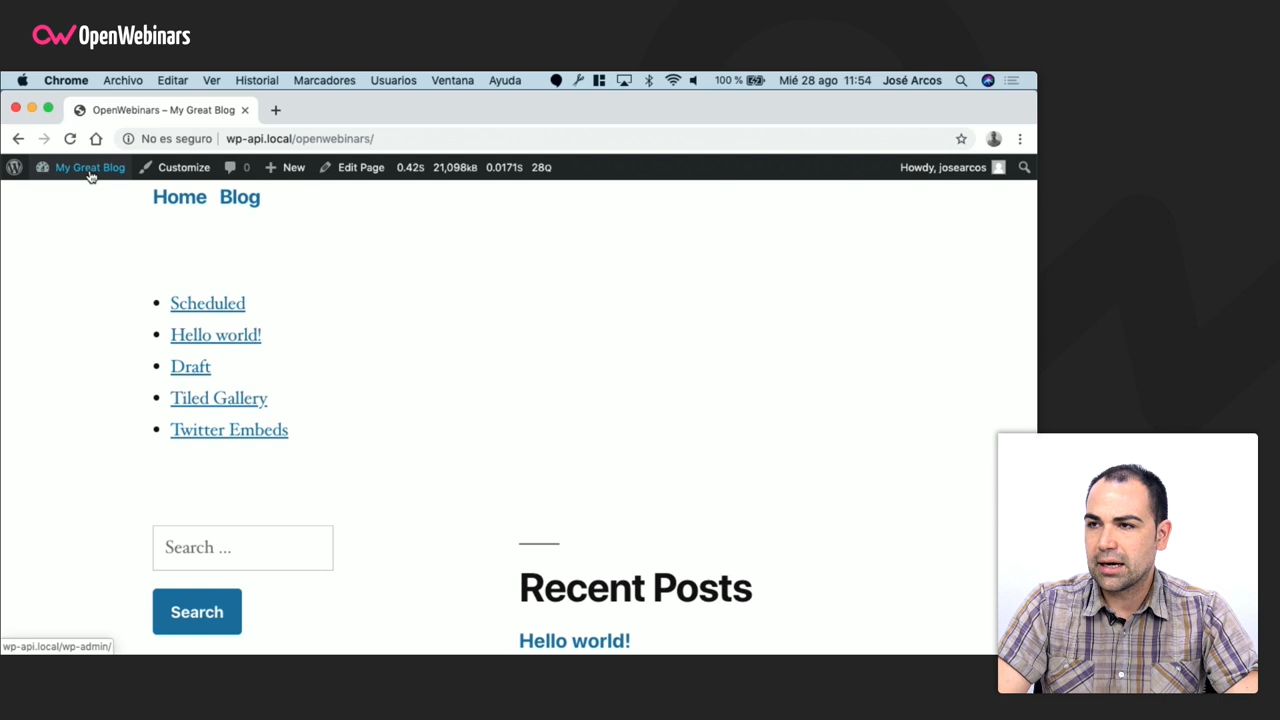 OpenWebinars
Chrome Archivo Editar Ver Historial Marcadores Usuarios Ventana Ayuda 100 % Mié 28 ago 11:54 José Arcos
OpenWebinars – My Great Blog
No es seguro wp-api.local/openwebinars/
My Great Blog Customize 0 New Edit Page 0.42S 21,098KB 0.0171S 28Q Howdy, josearcos
Home Blog
Scheduled
Hello world!
Draft
Tiled Gallery
Twitter Embeds
Search ...
Recent Posts
Search
Hello world!
wp-api.local/wp-admin/